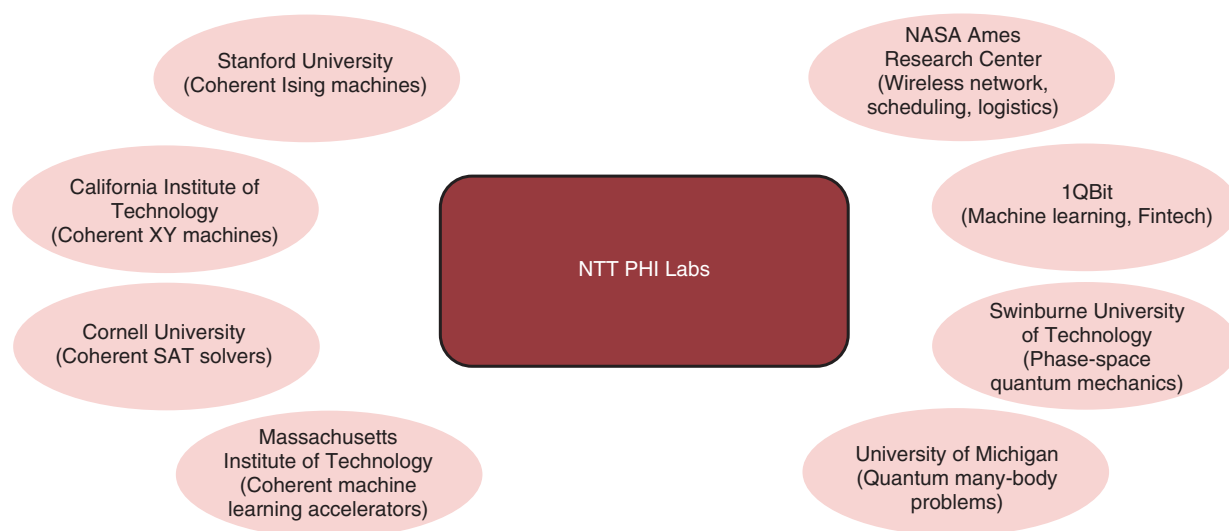 Stanford University
(Coherent Ising machines)
California Institute of
Technology
(Coherent XY machines)
Cornell University
(Coherent SAT solvers)
Massachusetts
Institute of Technology
(Coherent machine
learning accelerators)
NTT PHI Labs
NASA Ames
Research Center
(Wireless network,
scheduling, logistics)
1QBit
(Machine learning, Fintech)
Swinburne University
of Technology
(Phase-space
quantum mechanics)
University of Michigan
(Quantum many-body
problems)